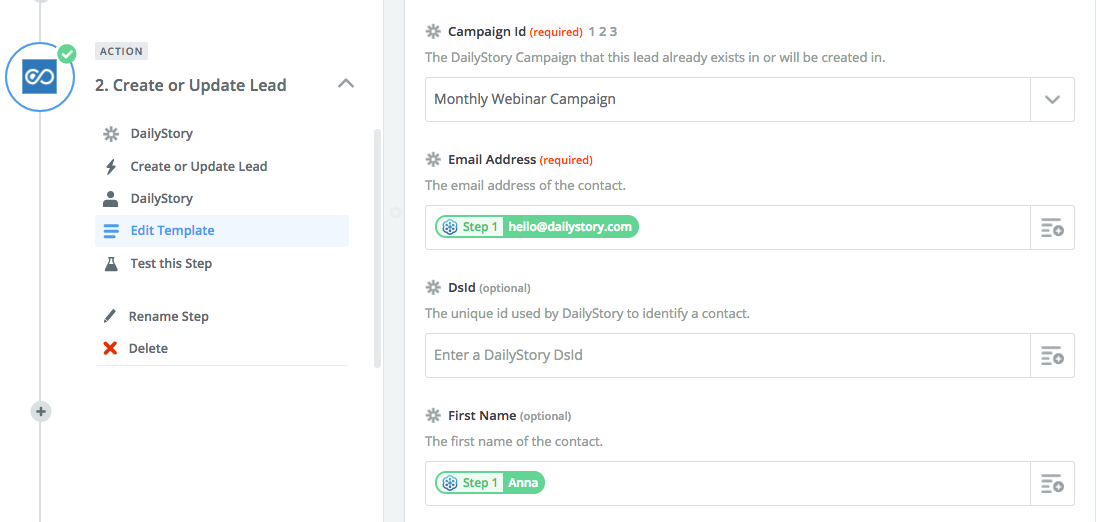 ACTION
2. Create or Update Lead
DailyStory
Create or Update Lead
DailyStory
Edit Template
Test this Step
Rename Step
Delete
Campaign Id (required) 1 2 3
The DailyStory Campaign that this lead already exists in or will be created in.
Monthly Webinar Campaign
Email Address (required)
The email address of the contact.
Step 1 hello@dailystory.com
DsId (optional)
The unique id used by DailyStory to identify a contact.
Enter a DailyStory DsId
First Name (optional)
The first name of the contact.
Step 1 Anna